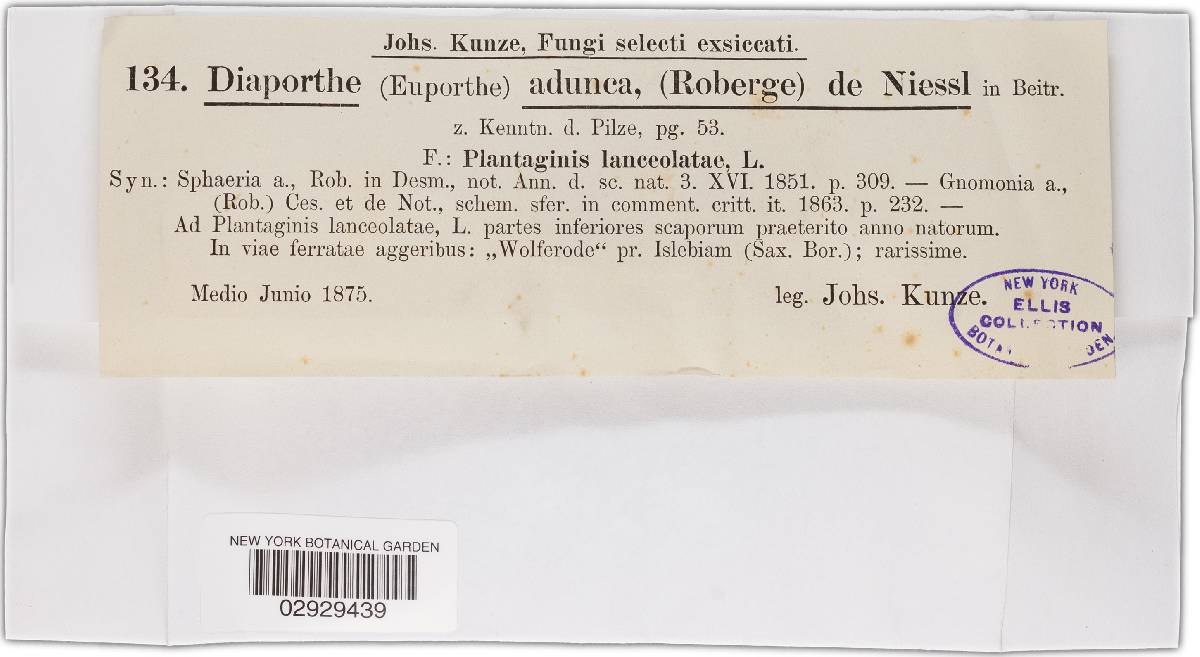 Johs. Kunze, Fungi selecti exsiccati.
134. Diaporthe (Euporthe) adunca, (Roberge) de Niessl in Beitr.
z. Kenntn. d. Pilze, pg. 53.
F.: Plantaginis lanceolatae, L.
Syn.: Sphaeria a., Rob. in Desm., not. Ann. d. sc. nat. 3. XVI. 1851. p. 309. — Gnomonia a.,
(Rob.) Ces. et de Not., schem. sfer. in comment. critt. it. 1863. p. 232. —
Ad Plantaginis lanceolatae, L. partes inferiores scaporum praeterito anno natorum.
In viae ferratae aggeribus: „Wolferode“ pr. Islebiam (Sax. Bor.); rarissime.
Medio Junio 1875.
leg. Johs. Kunze.
NEW YORK
ELLIS
COLLECTION
NEW YORK BOTANICAL GARDEN
02929439